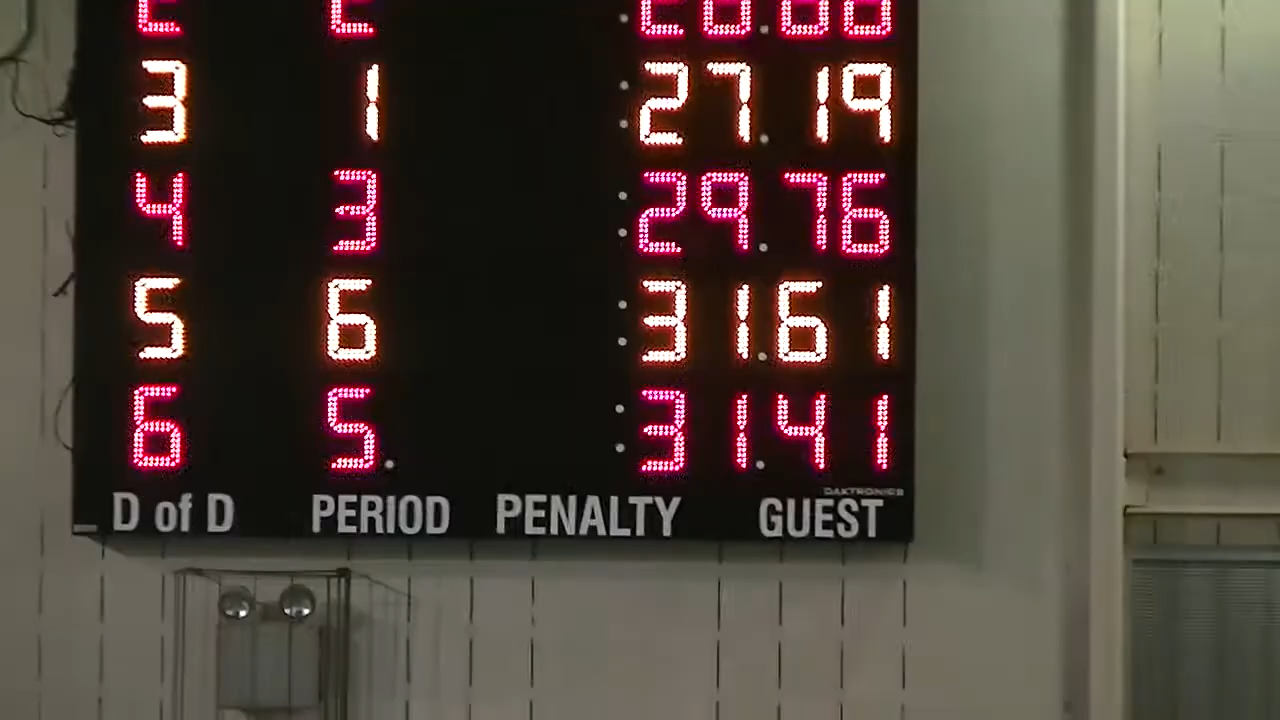 3 1 27.19
4 3 29.76
5 6 31.61
6 5 31.41
DAKTRONICS
D of D PERIOD PENALTY GUEST